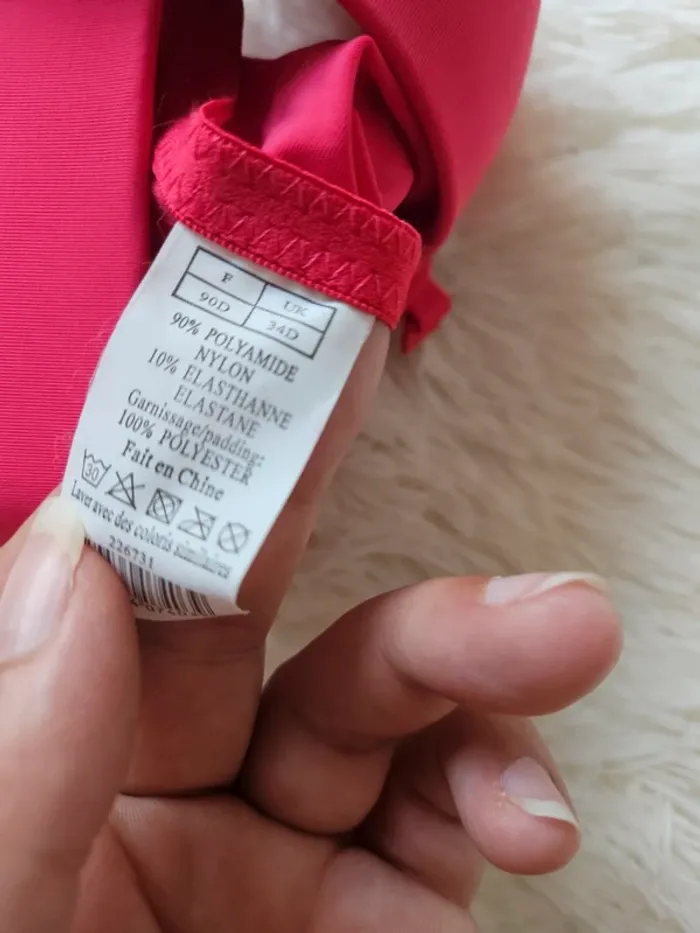 F UK
90D 34D
90% POLYAMIDE
NYLON
10% ELASTHANNE
ELASTANE
Garnissage/padding:
100% POLYESTER
Fait en Chine
30
Laver avec des coloris similaires
226731